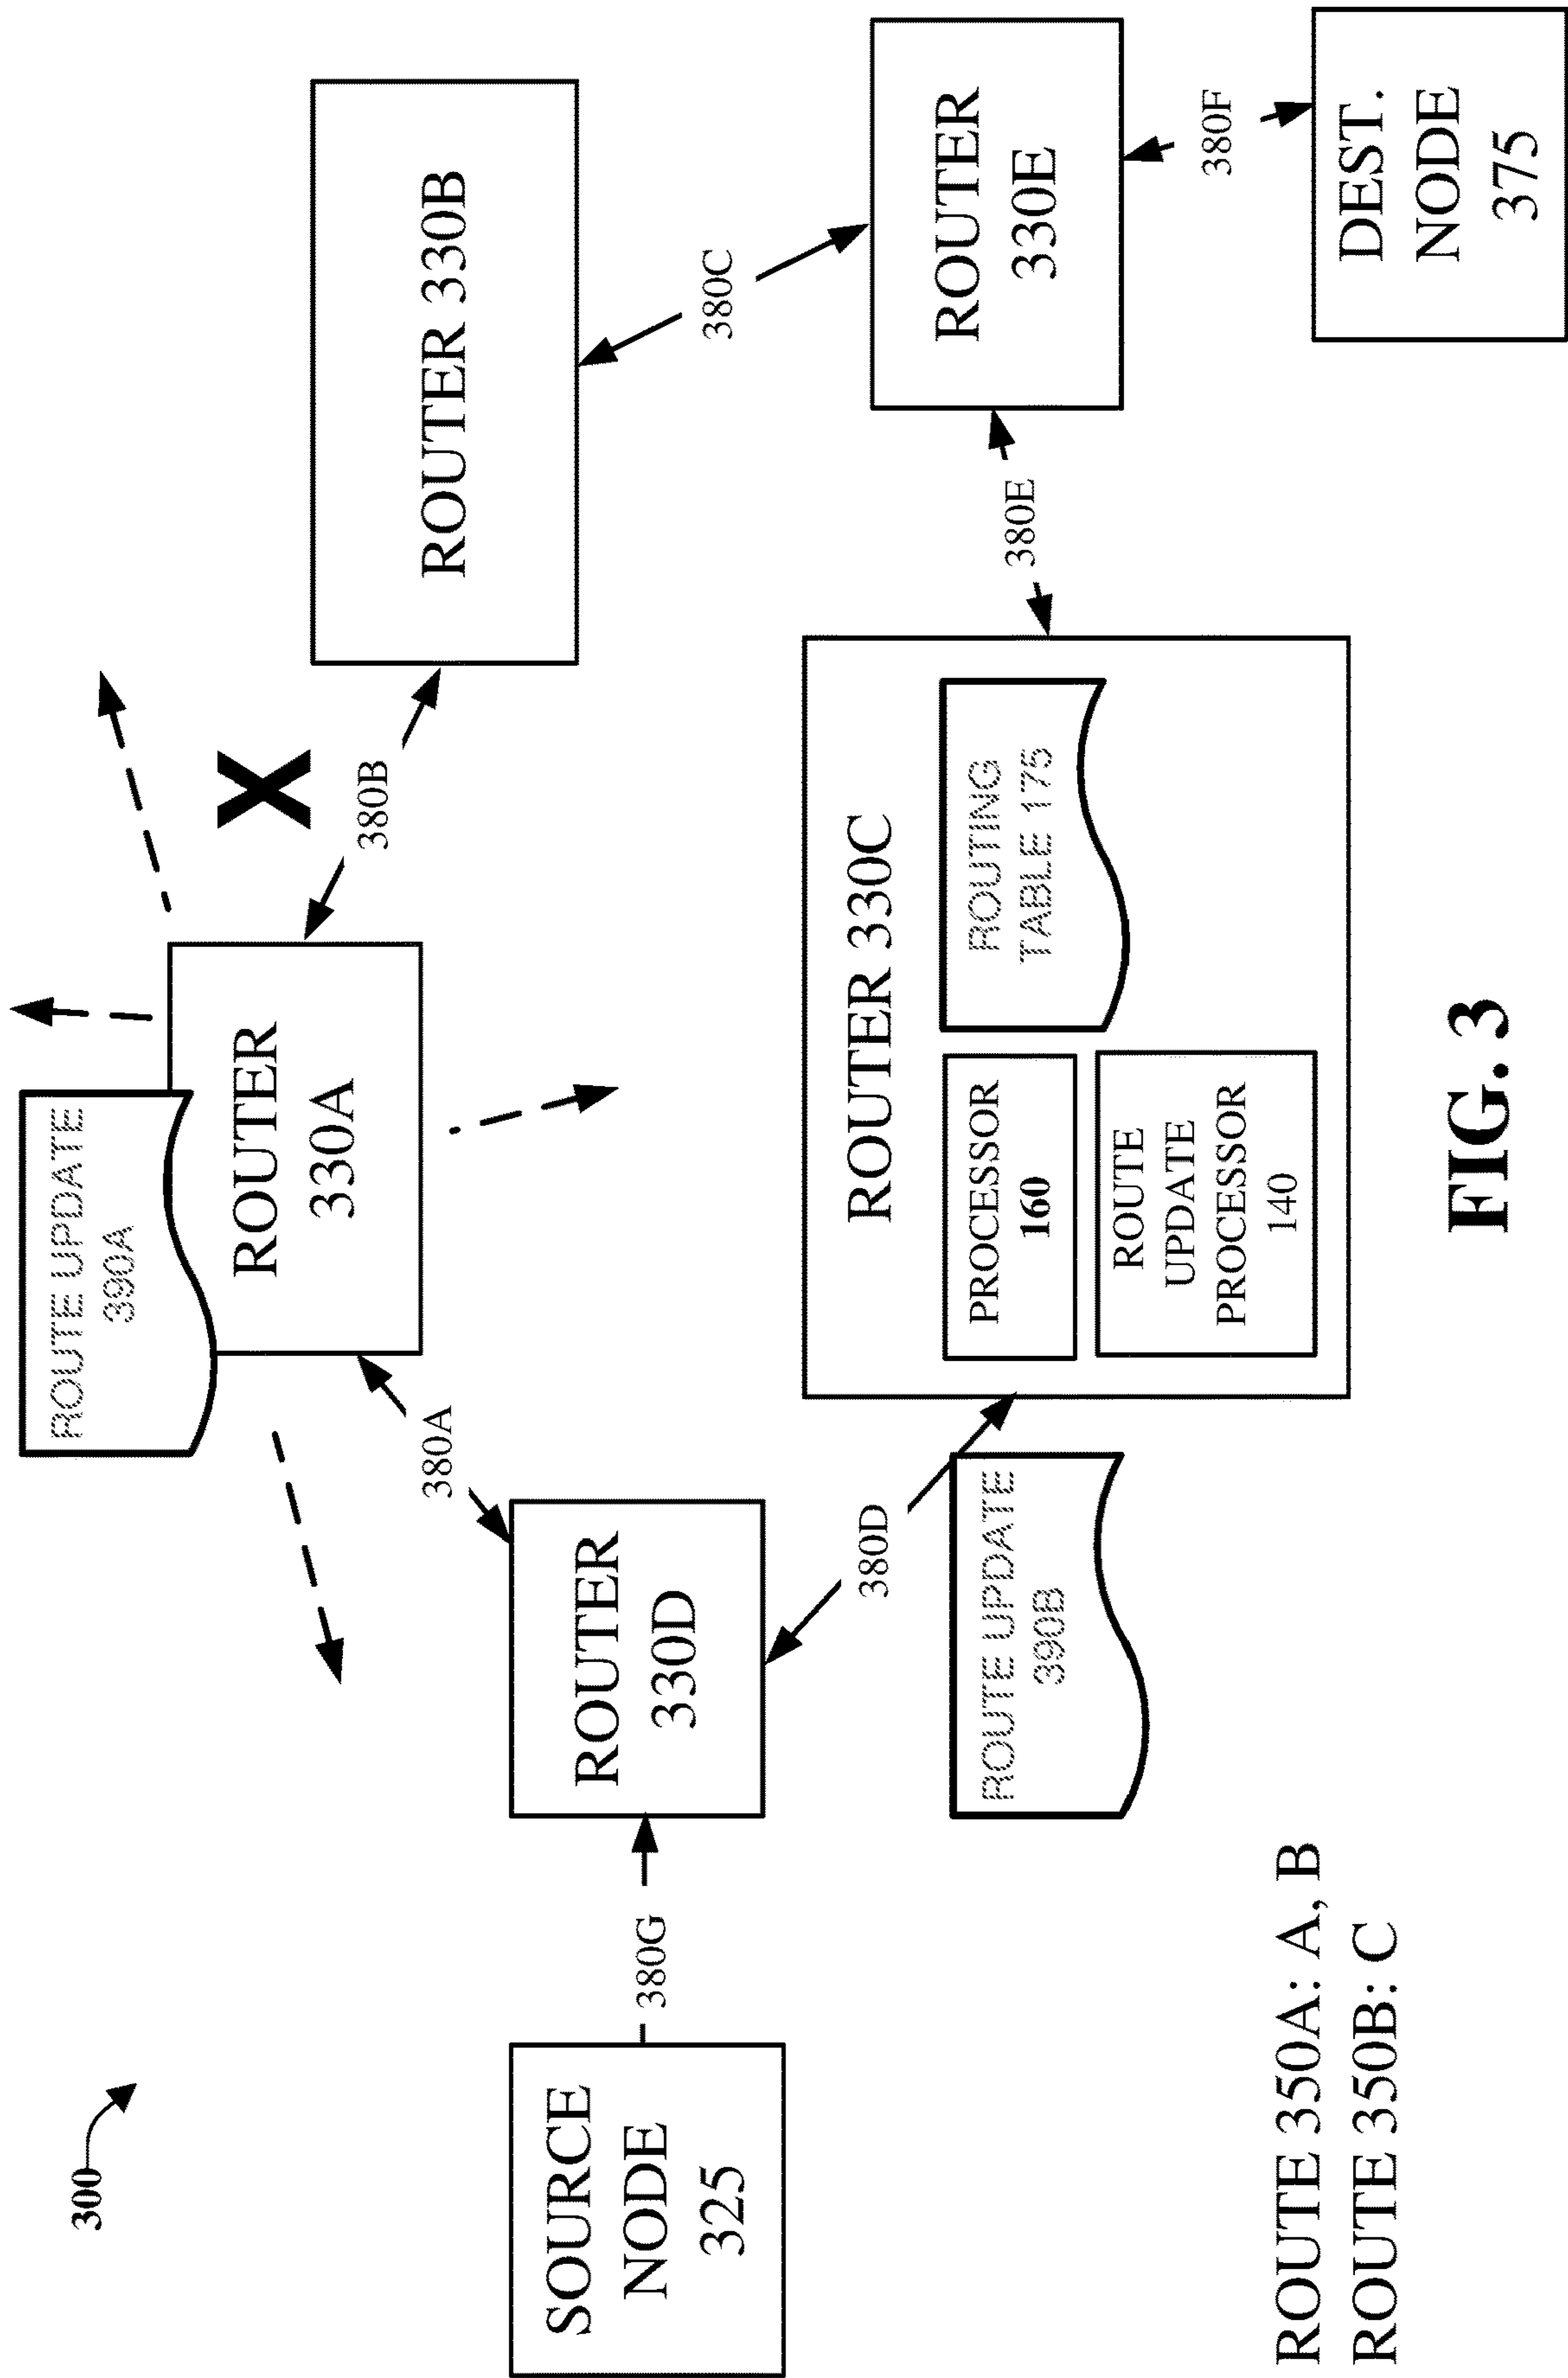 300
ROUTE UPDATE
390A
ROUTER
330A
X
380B
ROUTER 330B
380A
380C
SOURCE
NODE
325
380G
ROUTER
330D
380D
ROUTE UPDATE
390B
ROUTER 330C
PROCESSOR
160
ROUTE
UPDATE
PROCESSOR
140
ROUTING
TABLE 175
380E
ROUTER
330E
380F
DEST.
NODE
375
ROUTE 350A: A, B
ROUTE 350B: C
FIG. 3